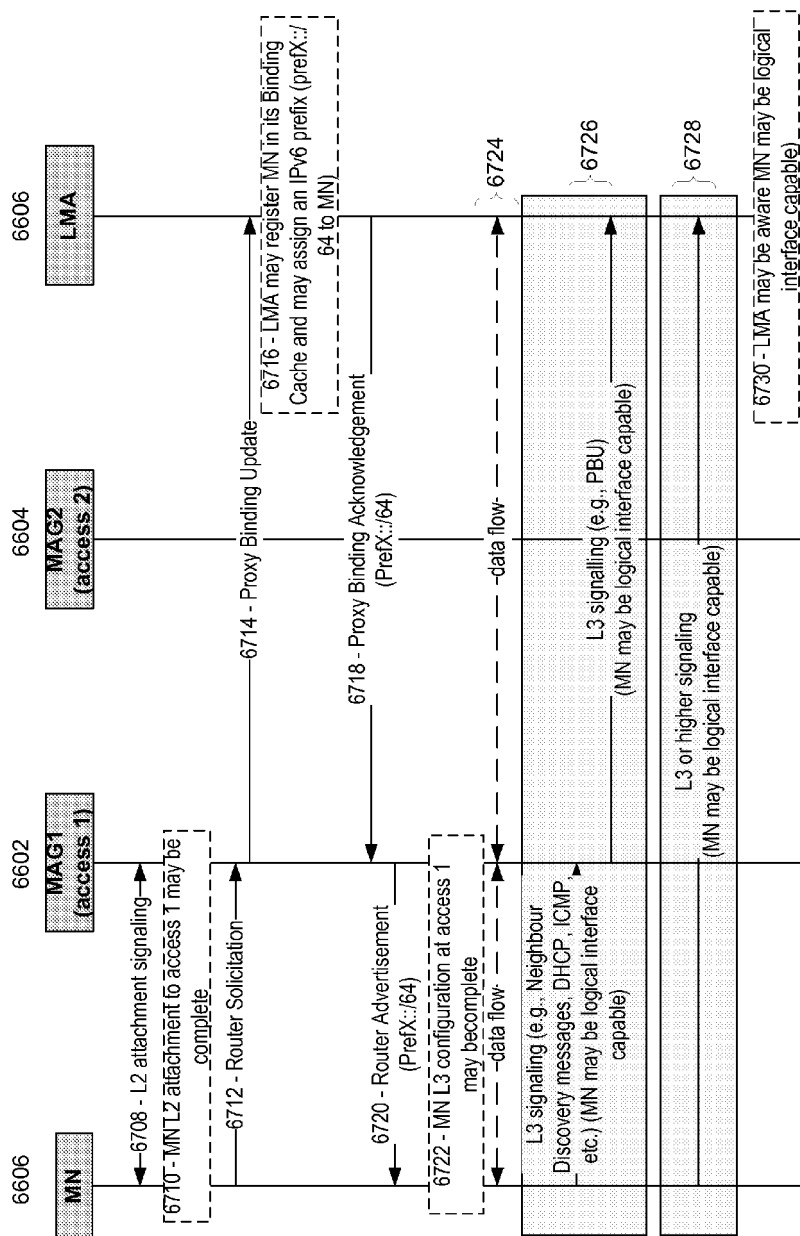 6606
MN
6602
MAG1
(access 1)
6604
MAG2
(access 2)
6606
LMA
6708 - L2 attachment signaling
6710 - MN L2 attachment to access 1 may be
complete
6712 - Router Solicitation
6714 - Proxy Binding Update
6716 - LMA may register MN in its Binding
Cache and may assign an IPv6 prefix (prefX::/
64 to MN)
6718 - Proxy Binding Acknowledgement
(PrefX::/64)
6720 - Router Advertisement
(PrefX::/64)
6722 - MN L3 configuration at access 1
may becomplete
data flow
data flow
6724
L3 signaling (e.g., Neighbour
Discovery messages, DHCP, ICMP,
etc.) (MN may be logical interface
capable)
L3 signalling (e.g., PBU)
(MN may be logical interface capable)
6726
L3 or higher signaling
(MN may be logical interface capable)
6728
6730 - LMA may be aware MN may be logical
interface capable)